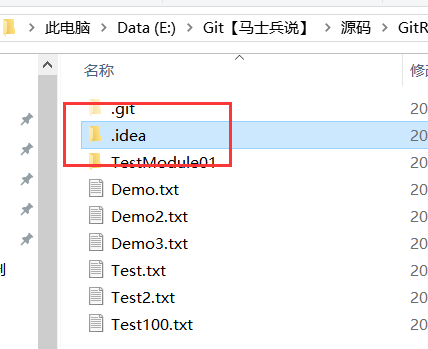 此电脑 > Data (E:) > Git【马士兵说】 > 源码 > GitR
名称 修
.git 20
.idea 20
TestModule01 20
Demo.txt 20
Demo2.txt 20
Demo3.txt 20
Test.txt 20
Test2.txt 20
Test100.txt 20